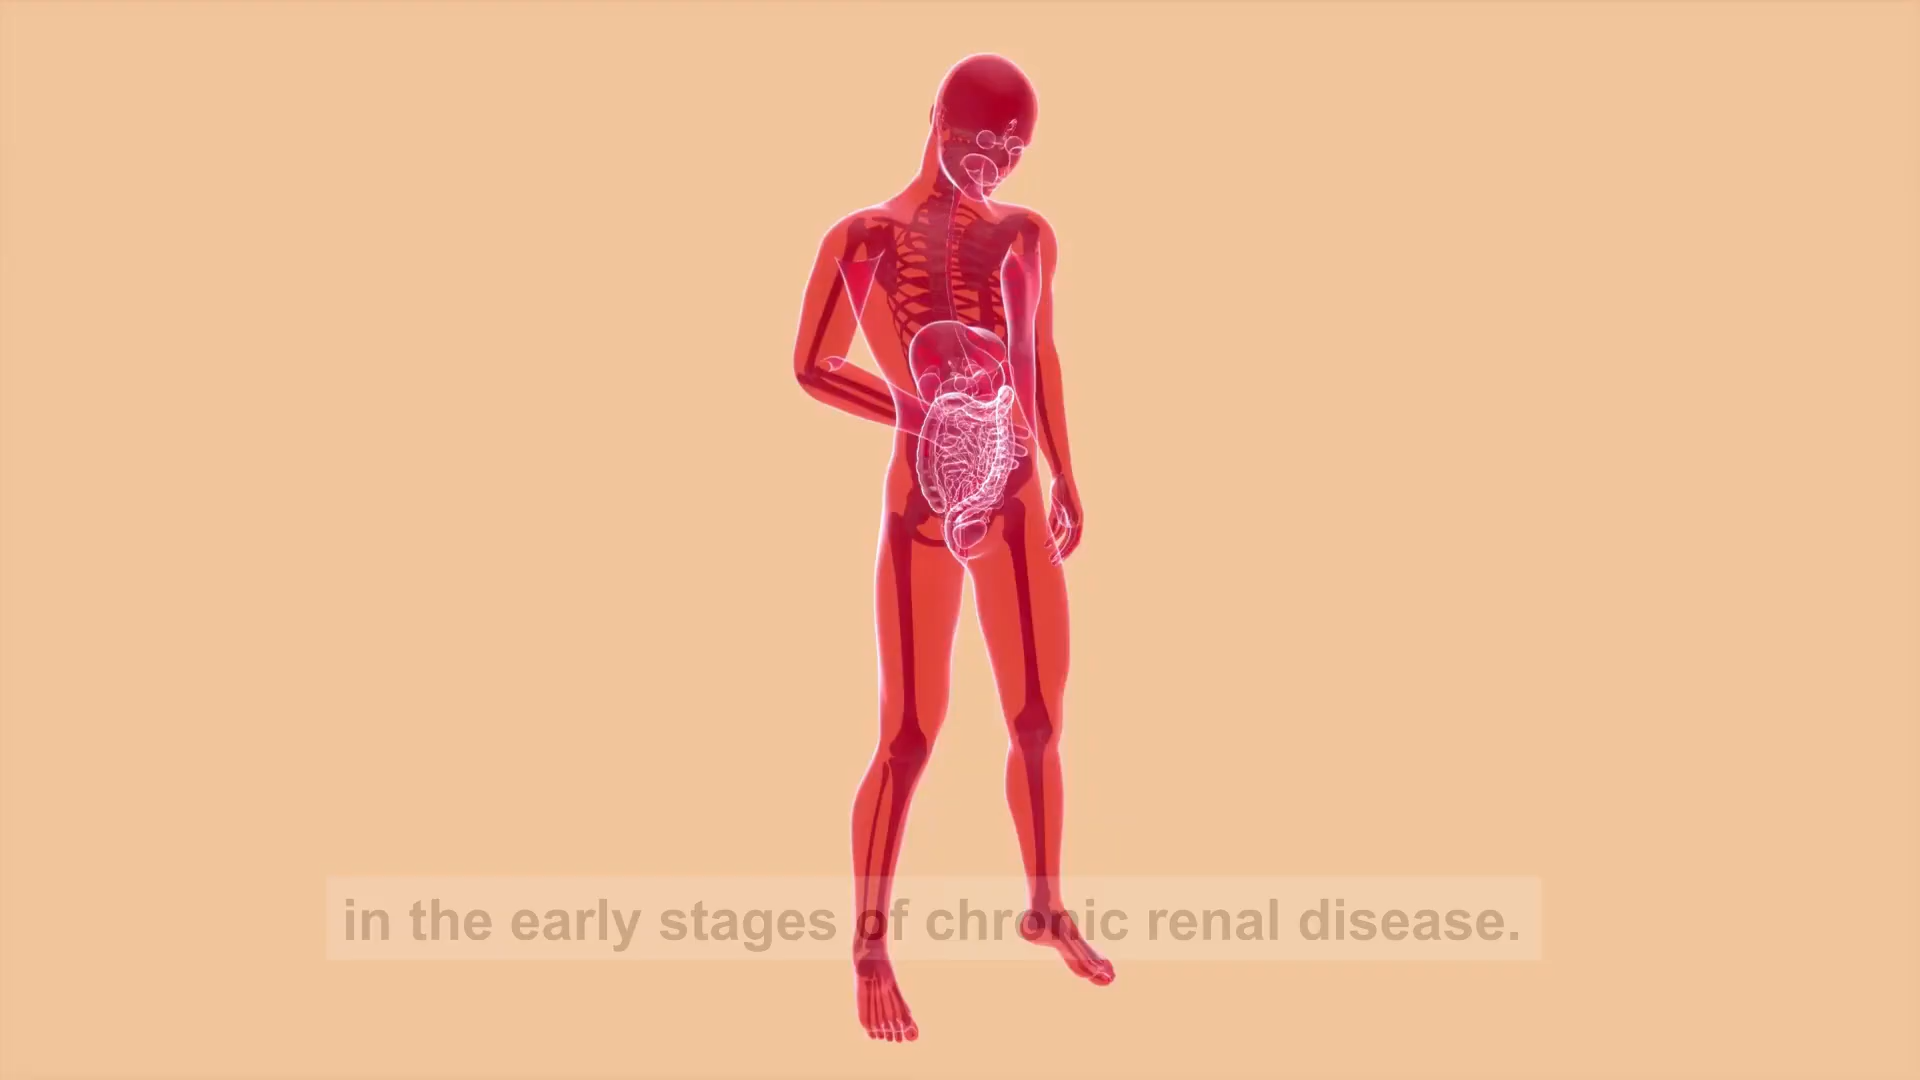 in the early stages of chronic renal disease.